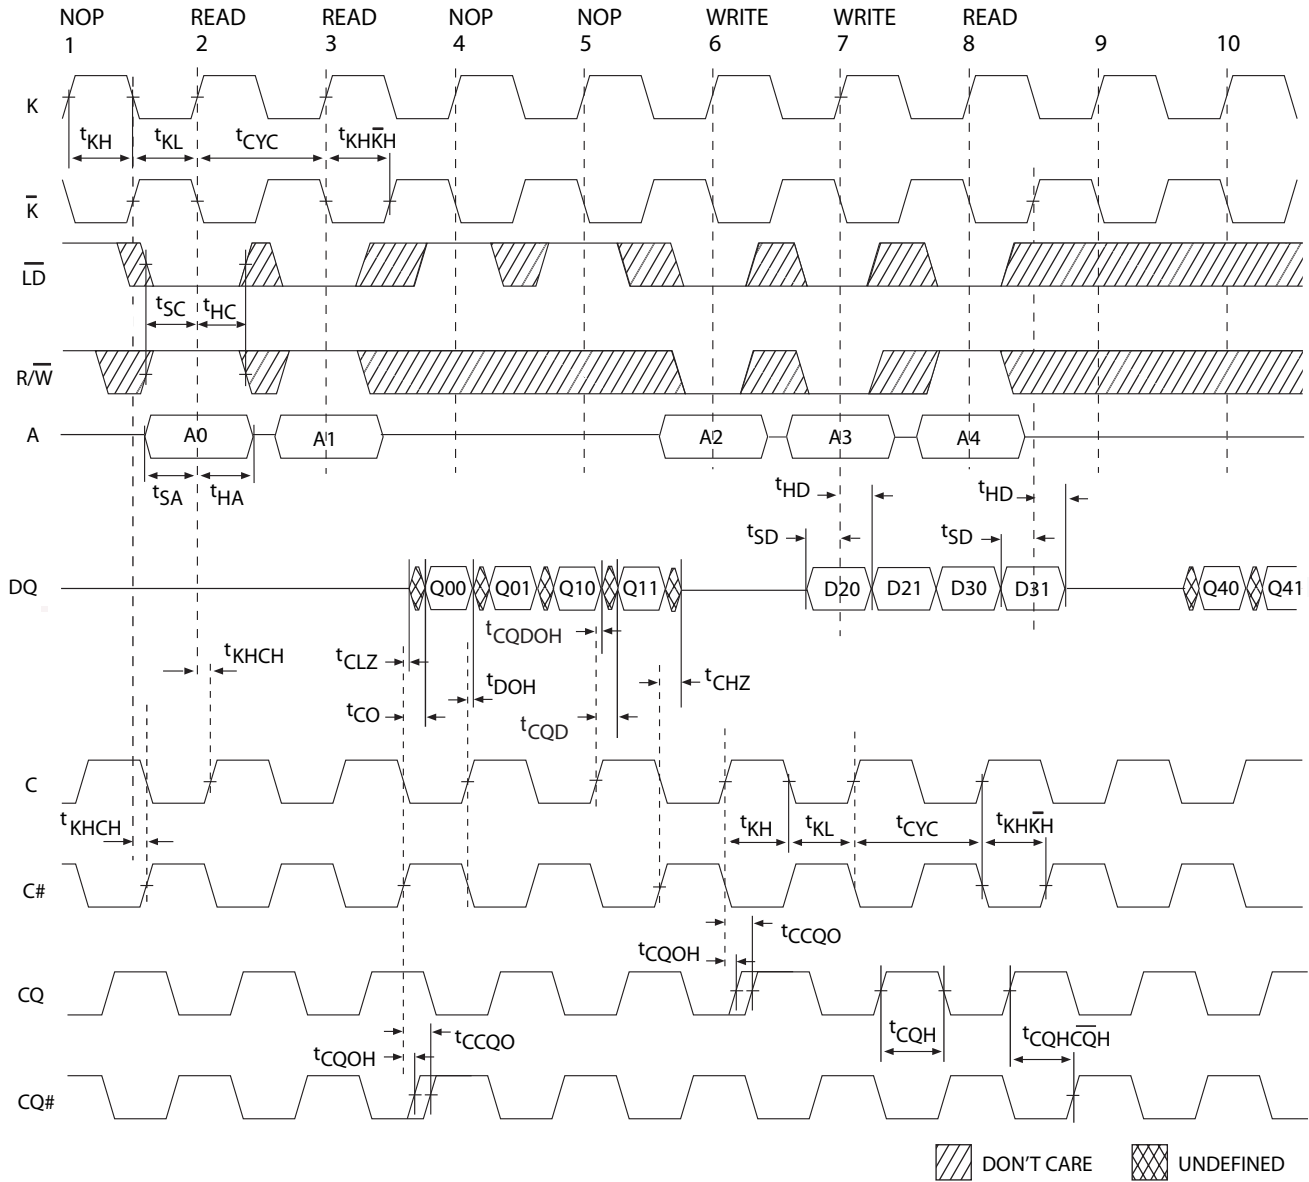 NOP READ READ NOP NOP WRITE WRITE READ
1 2 3 4 5 6 7 8 9 10
K
tKH tKL tCYC tKHK̅H
K̅
L̅D̅
tSC tHC
R/W̅
A A0 A1 A2 A3 A4
tSA tHA tHD tHD
tSD tSD
DQ Q00 Q01 Q10 Q11 D20 D21 D30 D31 Q40 Q41
tCQDOH
tKHCH tCLZ tDOH tCHZ
tCO tCQD
C
tKHCH tKH tKL tCYC tKHK̅H
C#
tCCQO
tCQOH
CQ
tCQH tCQHC̅Q̅H
tCCQO
tCQOH
CQ#
DON'T CARE UNDEFINED